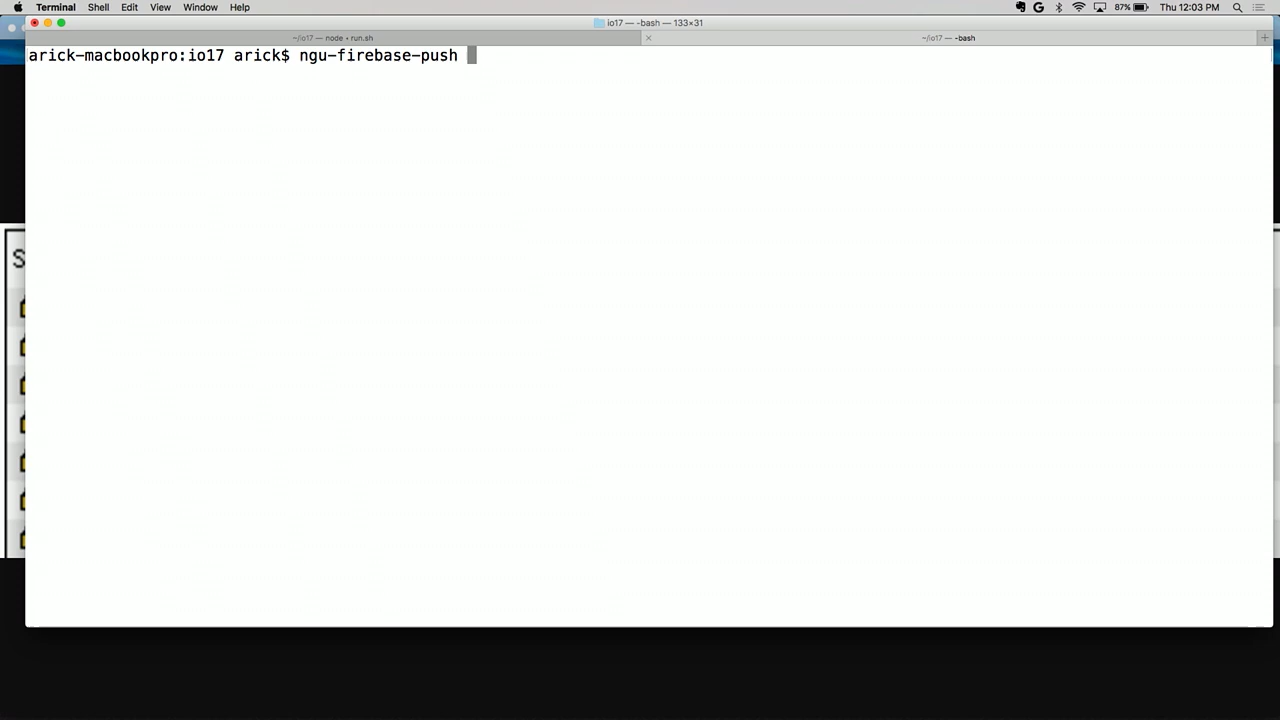 Terminal Shell Edit View Window Help 87% Thu 12:03 PM
io17 — -bash — 133×31
~/io17 — node • run.sh ~/io17 — -bash
arick-macbookpro:io17 arick$ ngu-firebase-push
S